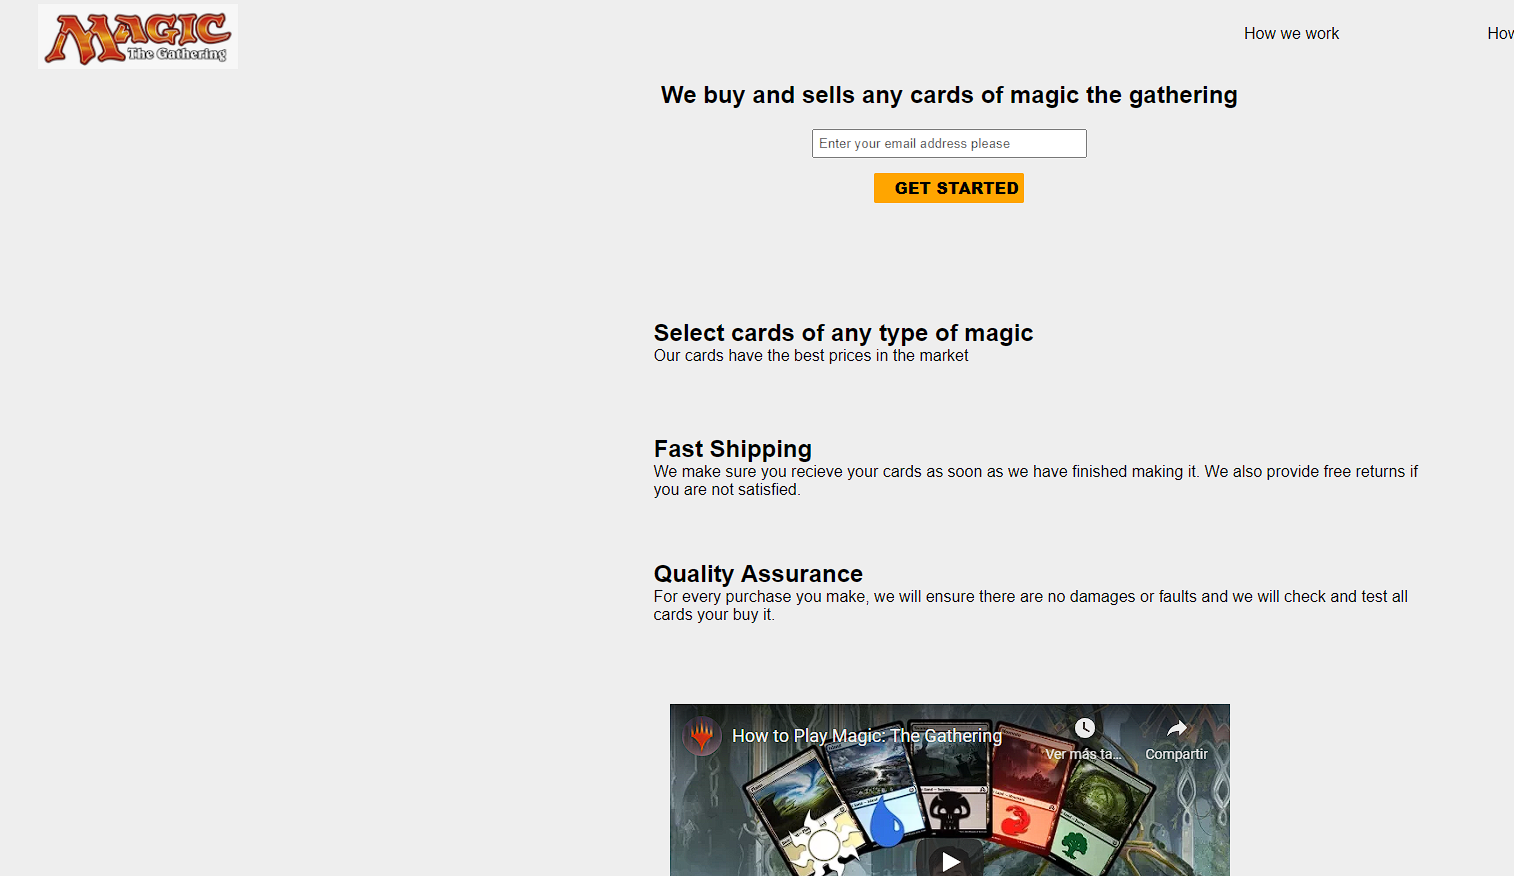 MAGIC
The Gathering
How we work
How
We buy and sells any cards of magic the gathering
Enter your email address please
GET STARTED
Select cards of any type of magic
Our cards have the best prices in the market
Fast Shipping
We make sure you recieve your cards as soon as we have finished making it. We also provide free returns if
you are not satisfied.
Quality Assurance
For every purchase you make, we will ensure there are no damages or faults and we will check and test all
cards your buy it.
How to Play Magic: The Gathering
Ver más ta...
Compartir